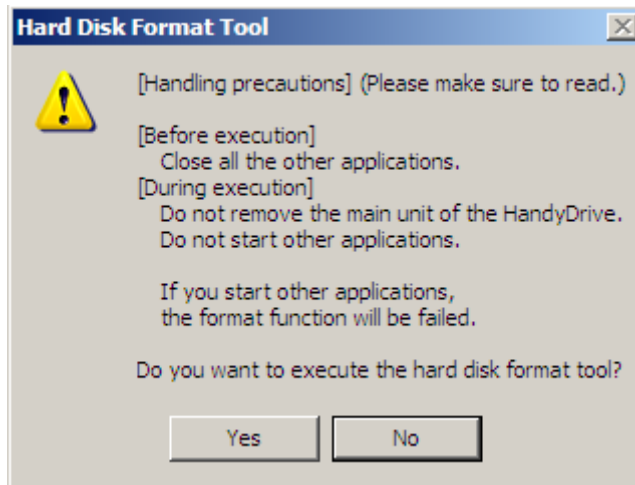 Hard Disk Format Tool
[Handling precautions] (Please make sure to read.)
[Before execution]
Close all the other applications.
[During execution]
Do not remove the main unit of the HandyDrive.
Do not start other applications.
If you start other applications,
the format function will be failed.
Do you want to execute the hard disk format tool?
Yes
No